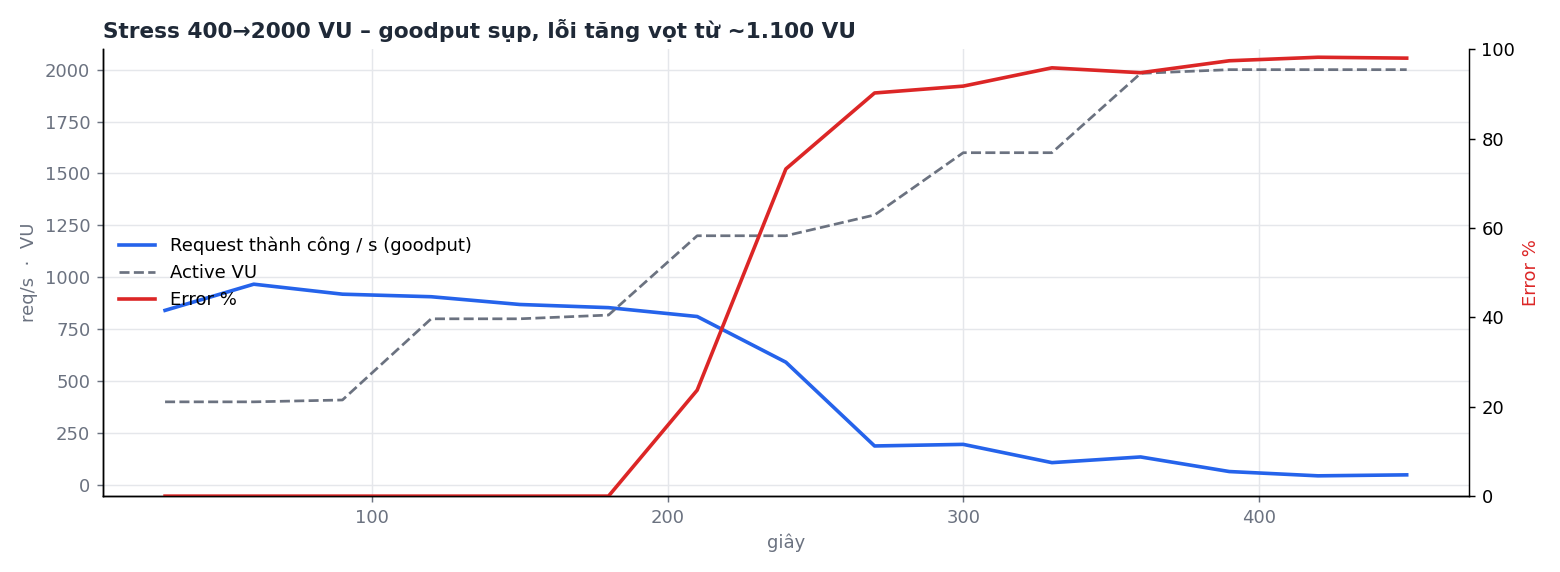 Stress 400→2000 VU – goodput sụp, lỗi tăng vọt từ ~1.100 VU
2000
1750
1500
1250
1000
750
500
250
0
req/s · VU
Request thành công / s (goodput)
Active VU
Error %
100
80
60
40
20
0
Error %
100
200
300
400
giây